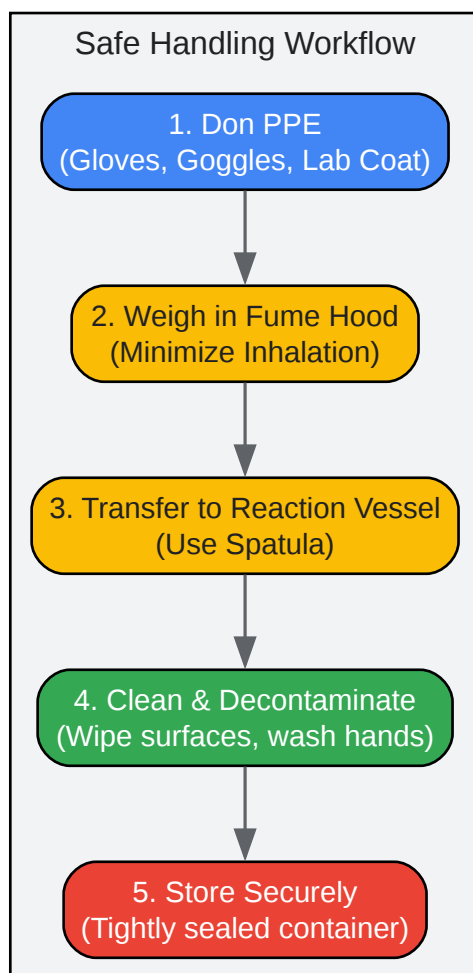 Safe Handling Workflow
1. Don PPE
(Gloves, Goggles, Lab Coat)
2. Weigh in Fume Hood
(Minimize Inhalation)
3. Transfer to Reaction Vessel
(Use Spatula)
4. Clean & Decontaminate
(Wipe surfaces, wash hands)
5. Store Securely
(Tightly sealed container)